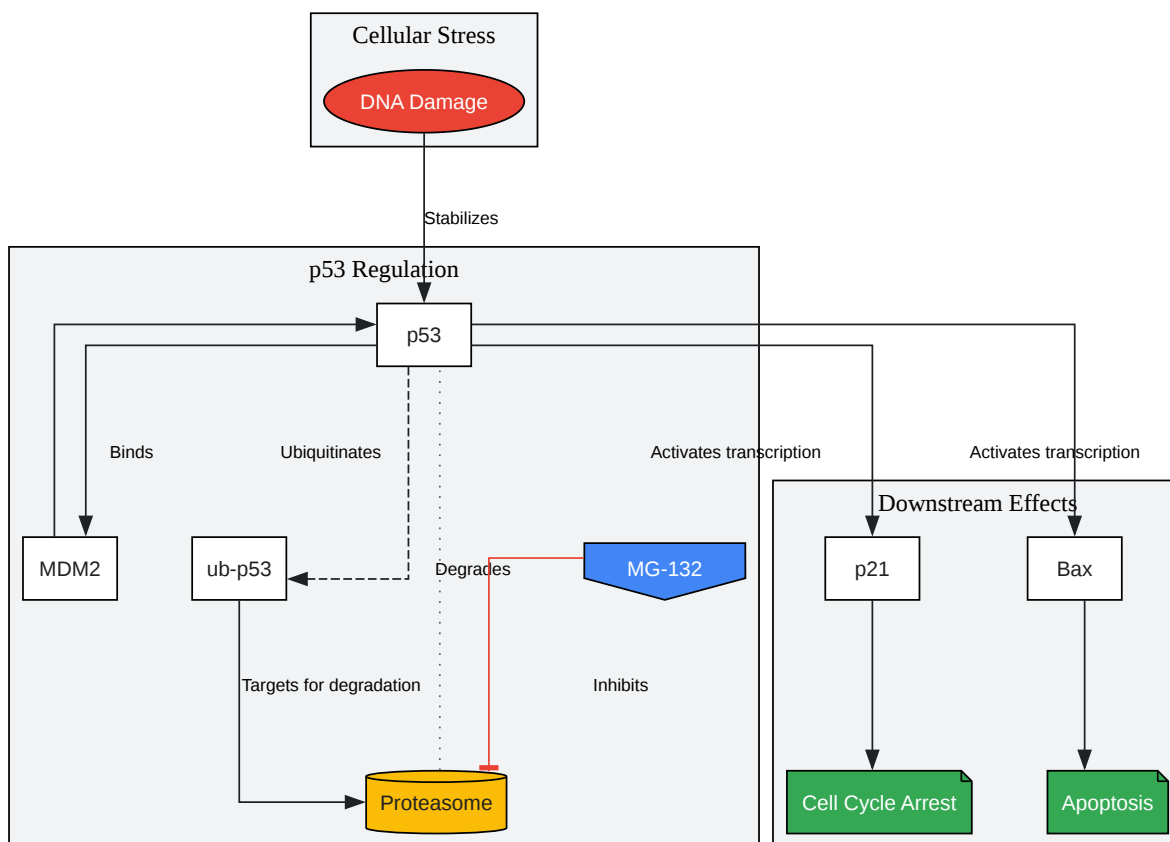 Cellular Stress
DNA Damage
Stabilizes
p53 Regulation
p53
Binds
Ubiquitinates
Activates transcription
Activates transcription
Downstream Effects
MDM2
ub-p53
Degrades
MG-132
p21
Bax
Targets for degradation
Inhibits
Proteasome
Cell Cycle Arrest
Apoptosis